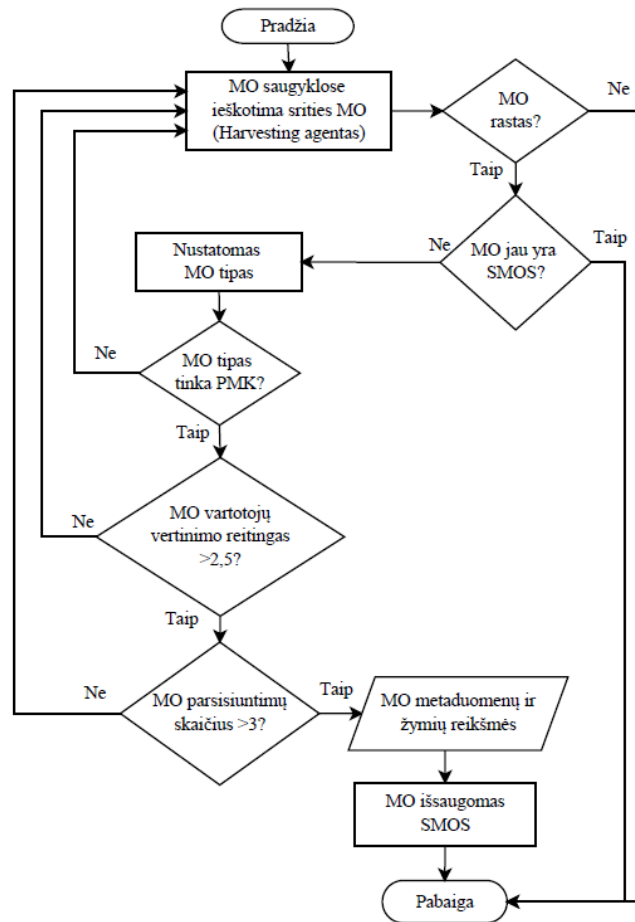 Pradžia
MO saugyklose
ieškotima srities MO
(Harvesting agentas)
MO
rastas?
Ne
Taip
MO jau yra
SMOS?
Ne
Taip
Nustatomas
MO tipas
MO tipas
tinka PMK?
Ne
Taip
MO vartotojų
vertinimo reitingas
>2,5?
Ne
Taip
MO parsisiuntimų
skaičius >3?
Ne
Taip
MO metaduomenų ir
žymių reikšmės
MO išsaugomas
SMOS
Pabaiga